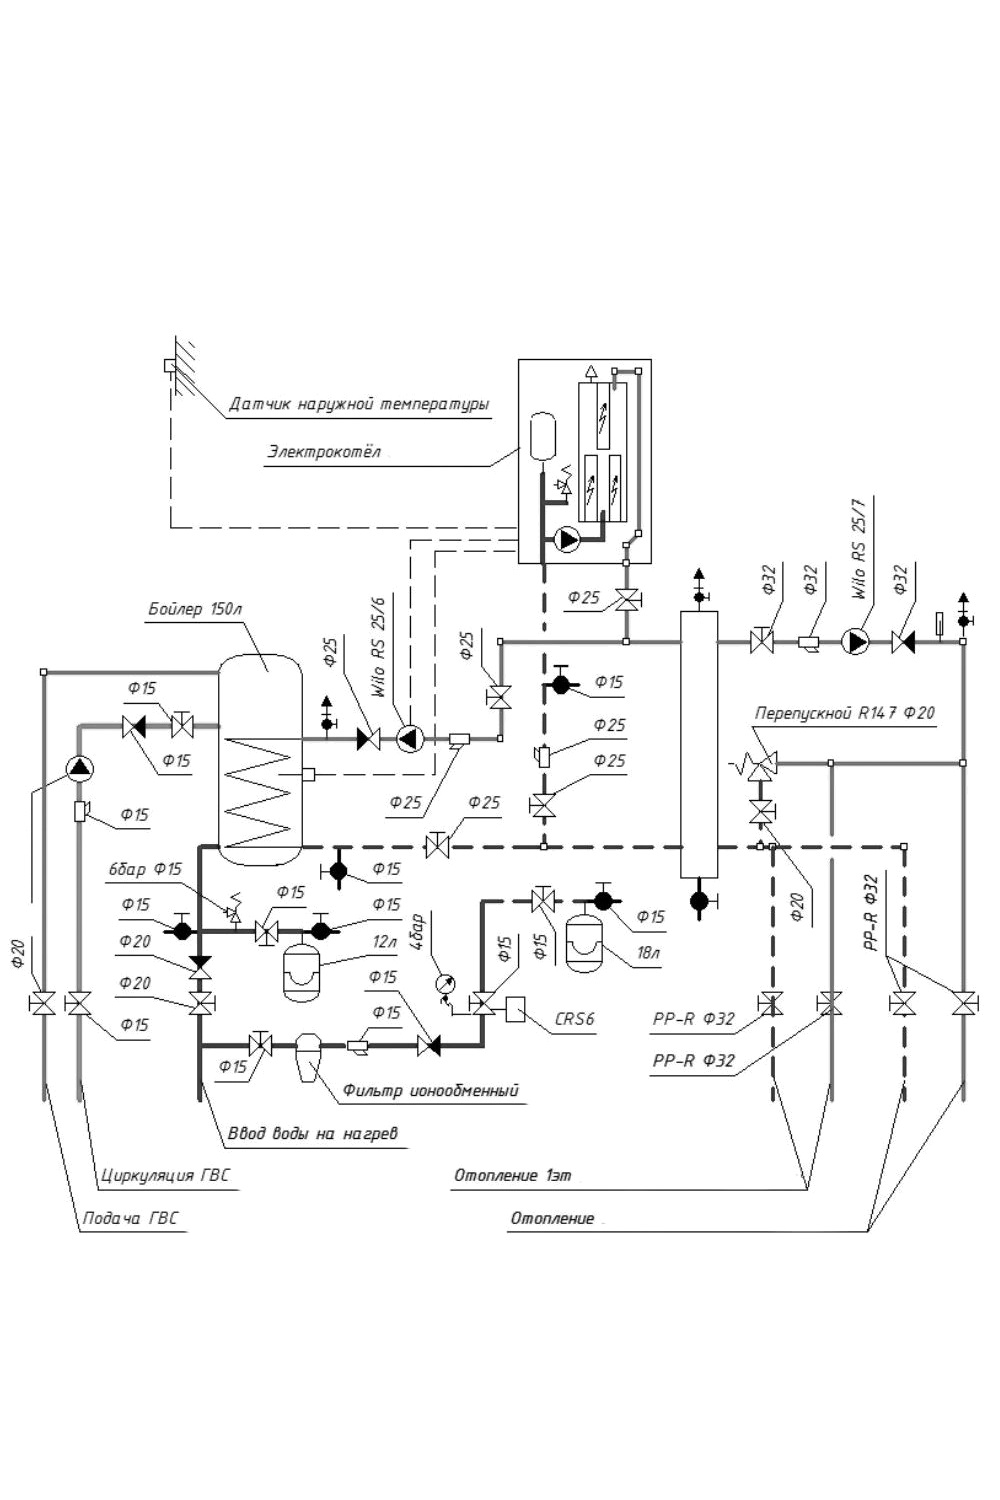 Датчик наружной температуры
Электрокотёл
Wilo RS 25/7
Ф32
Ф32
Ф32
Ф25
Бойлер 150л
Wilo RS 25/6
Ф25
Ф25
Ф15
Ф15
Перепускной R147 Ф20
Ф25
Ф15
Ф25
Ф25
Ф25
Ф15
6бар Ф15
Ф15
Ф15
Ф15
Ф15
Ф15
4бар
Ф20
PP-R Ф32
Ф20
12л
Ф15
Ф15
18л
Ф20
Ф15
Ф20
Ф15
Ф15
CRS6
PP-R Ф32
Ф15
PP-R Ф32
Фильтр ионообменный
Ввод воды на нагрев
Циркуляция ГВС
Отопление 1эт
Подача ГВС
Отопление